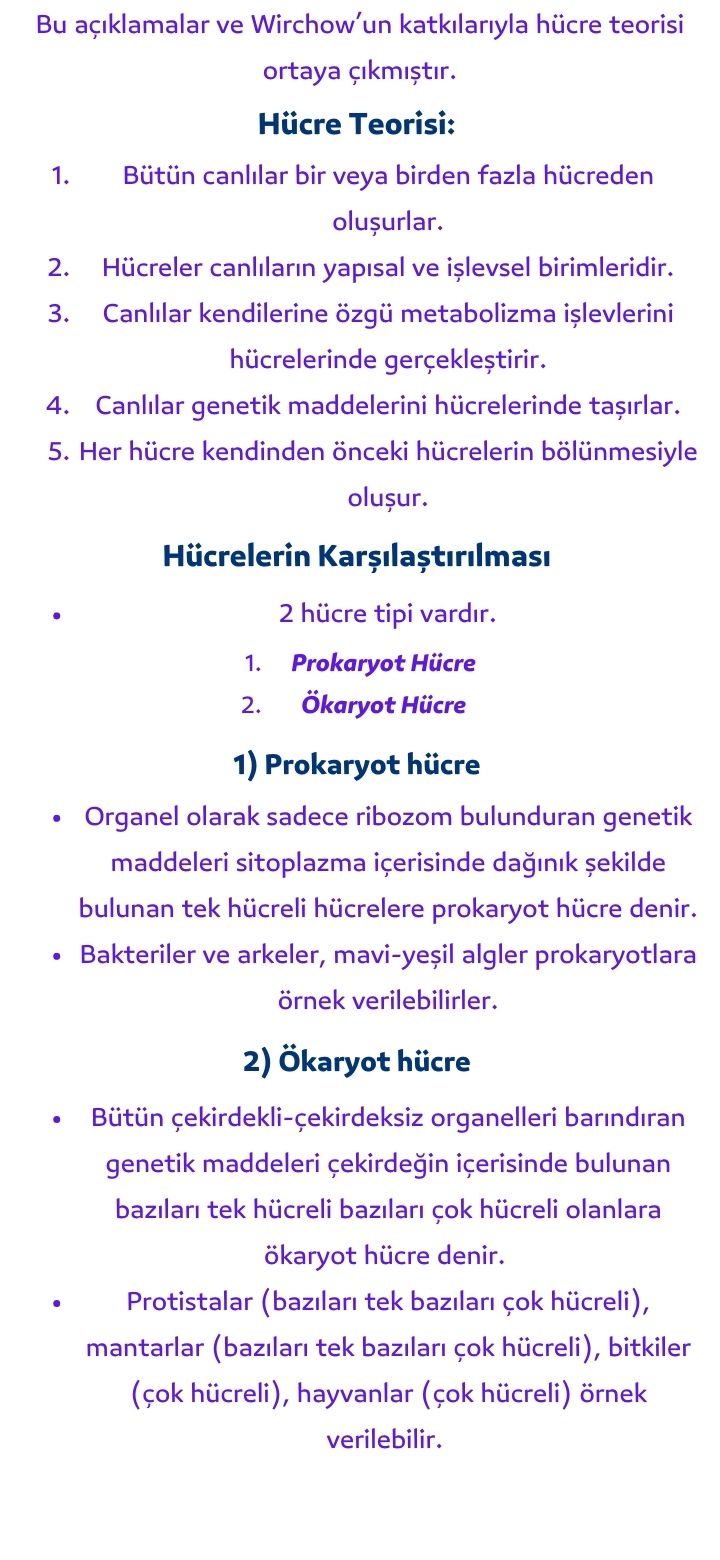 Bu açıklamalar ve Wirchow’un katkılarıyla hücre teorisi
ortaya çıkmıştır.
Hücre Teorisi:
1. Bütün canlılar bir veya birden fazla hücreden
oluşurlar.
2. Hücreler canlıların yapısal ve işlevsel birimleridir.
3. Canlılar kendilerine özgü metabolizma işlevlerini
hücrelerinde gerçekleştirir.
4. Canlılar genetik maddelerini hücrelerinde taşırlar.
5. Her hücre kendinden önceki hücrelerin bölünmesiyle
oluşur.
Hücrelerin Karşılaştırılması
• 2 hücre tipi vardır.
1. Prokaryot Hücre
2. Ökaryot Hücre
1) Prokaryot hücre
• Organel olarak sadece ribozom bulunduran genetik
maddeleri sitoplazma içerisinde dağınık şekilde
bulunan tek hücreli hücrelere prokaryot hücre denir.
• Bakteriler ve arkeler, mavi-yeşil algler prokaryotlara
örnek verilebilirler.
2) Ökaryot hücre
• Bütün çekirdekli-çekirdeksiz organelleri barındıran
genetik maddeleri çekirdeğin içerisinde bulunan
bazıları tek hücreli bazıları çok hücreli olanlara
ökaryot hücre denir.
• Protistalar (bazıları tek bazıları çok hücreli),
mantarlar (bazıları tek bazıları çok hücreli), bitkiler
(çok hücreli), hayvanlar (çok hücreli) örnek
verilebilir.